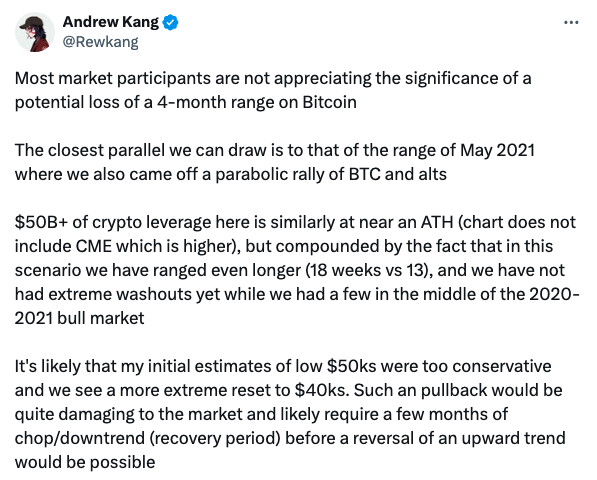 Andrew Kang
@Rewkang
Most market participants are not appreciating the significance of a
potential loss of a 4-month range on Bitcoin
The closest parallel we can draw is to that of the range of May 2021
where we also came off a parabolic rally of BTC and alts
$50B+ of crypto leverage here is similarly at near an ATH (chart does not
include CME which is higher), but compounded by the fact that in this
scenario we have ranged even longer (18 weeks vs 13), and we have not
had extreme washouts yet while we had a few in the middle of the 2020-
2021 bull market
It's likely that my initial estimates of low $50ks were too conservative
and we see a more extreme reset to $40ks. Such an pullback would be
quite damaging to the market and likely require a few months of
chop/downtrend (recovery period) before a reversal of an upward trend
would be possible